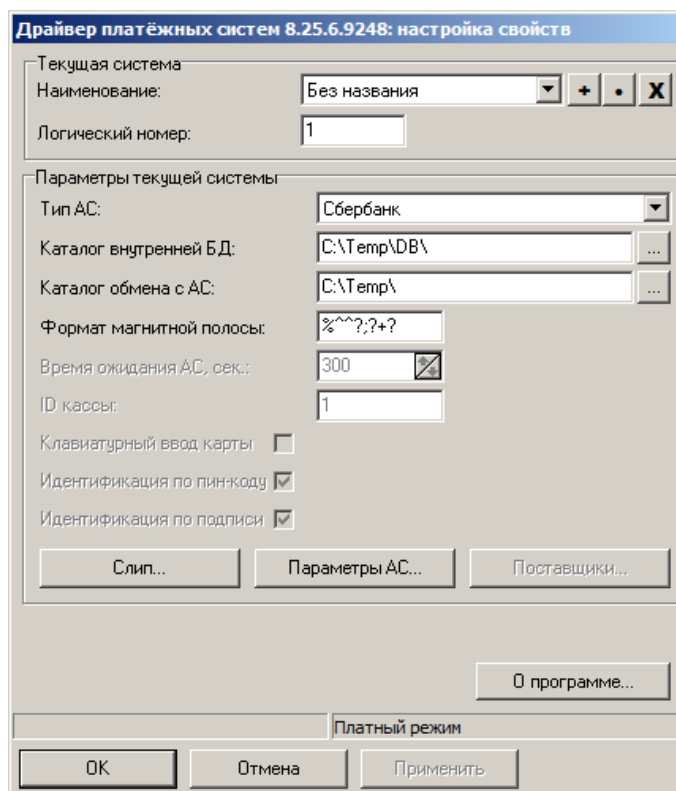 Драйвер платёжных систем 8.25.6.9248: настройка свойств
Текущая система
Наименование: Без названия + • X
Логический номер: 1
Параметры текущей системы
Тип АС: Сбербанк
Каталог внутренней БД: C:\Temp\DB\ ...
Каталог обмена с АС: C:\Temp\ ...
Формат магнитной полосы: %^^?;?+?
Время ожидания АС, сек.: 300
ID кассы: 1
Клавиатурный ввод карты
Идентификация по пин-коду
Идентификация по подписи
Слип... Параметры АС... Поставщики...
О программе...
Платный режим
OK Отмена Применить